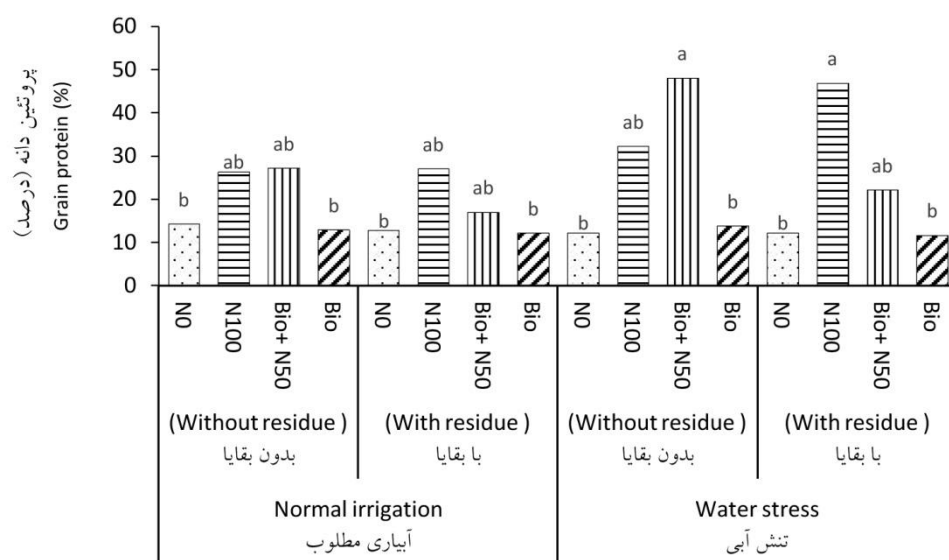 پروتئین دانه (درصد)
Grain protein (%)
60
50
40
30
20
10
0
b
ab
ab
b
b
ab
ab
b
b
ab
a
b
b
a
ab
b
N0
N100
Bio+ N50
Bio
N0
N100
Bio+ N50
Bio
N0
N100
Bio+ N50
Bio
N0
N100
Bio+ N50
Bio
(Without residue )
(With residue )
(Without residue )
(With residue )
بدون بقایا
با بقایا
بدون بقایا
با بقایا
Normal irrigation
Water stress
آبیاری مطلوب
تنش آبی